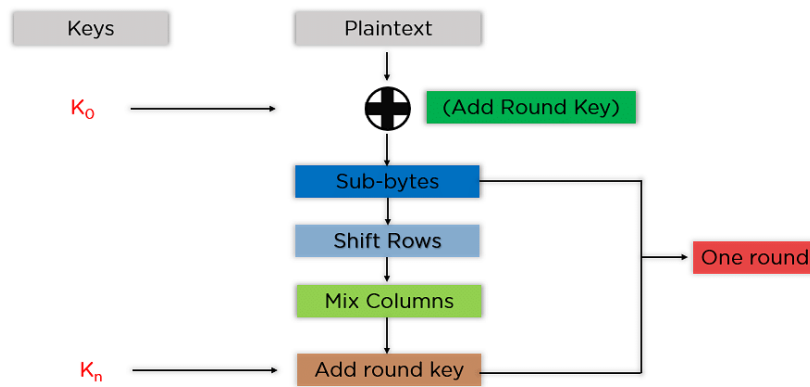 Keys
Plaintext
K₀
(Add Round Key)
Sub-bytes
Shift Rows
One round
Mix Columns
Kₙ
Add round key